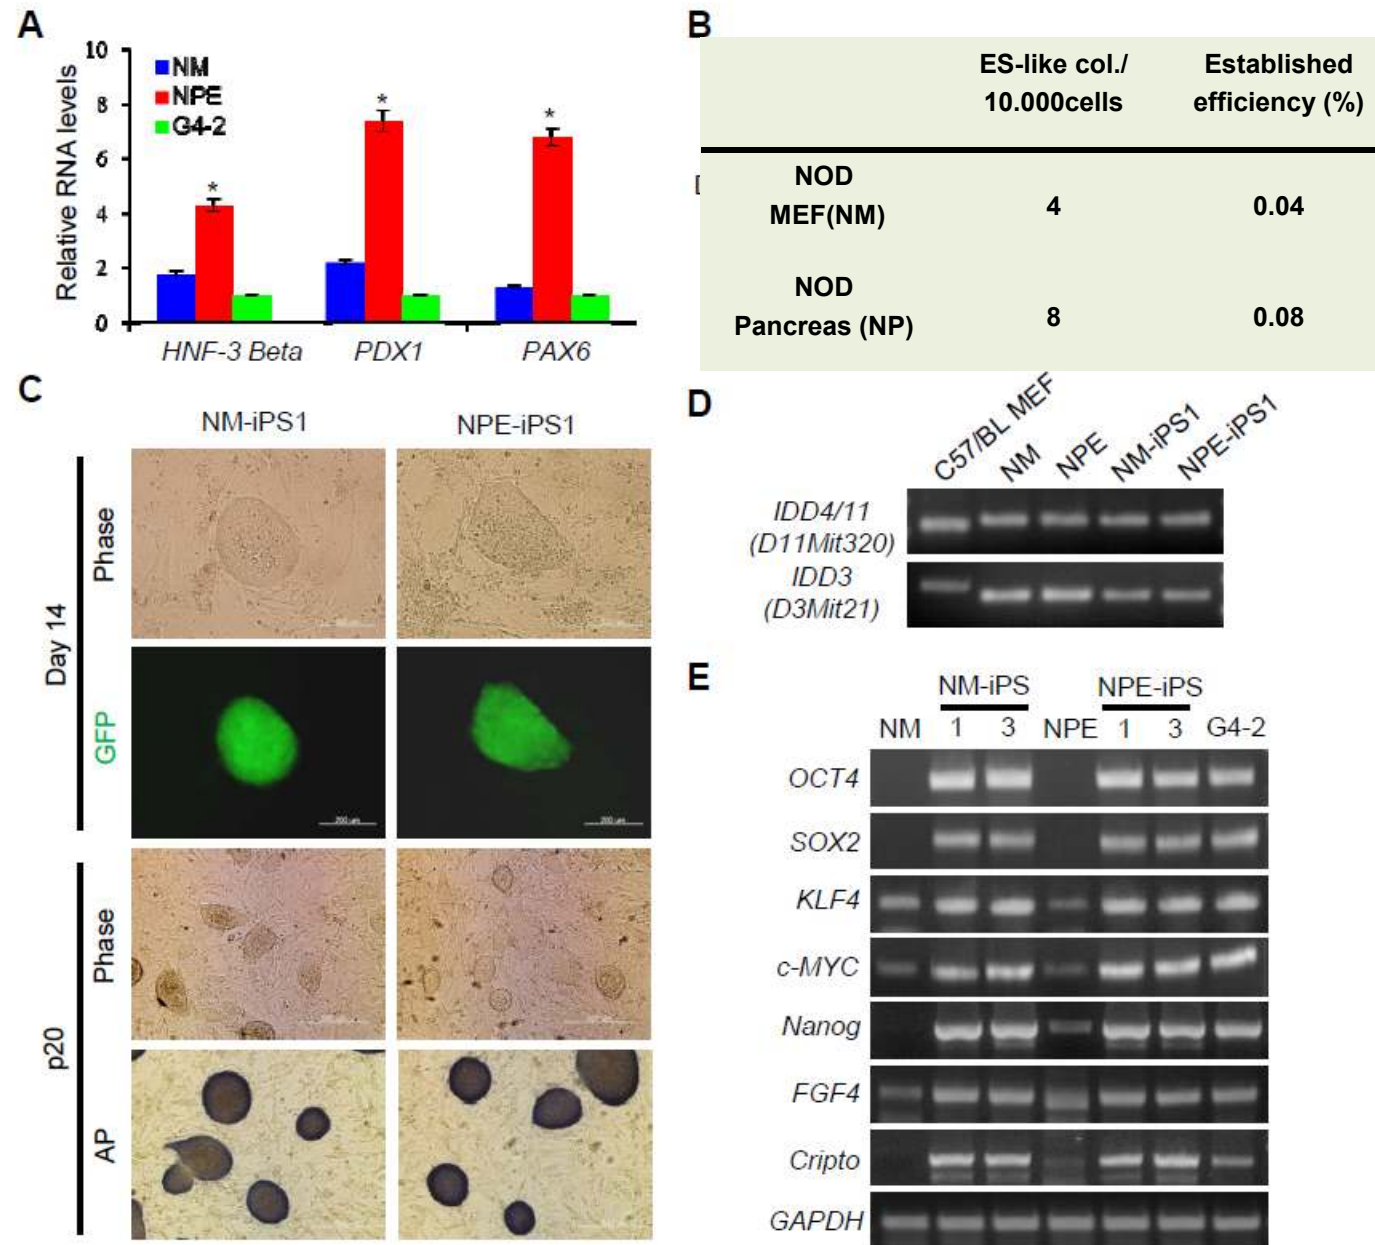 A
Relative RNA levels
10
8
6
4
2
0
NM
NPE
G4-2
*
*
*
HNF-3 Beta
PDX1
PAX6
B
ES-like col./
10.000cells
Established
efficiency (%)
NOD
MEF(NM)
4
0.04
NOD
Pancreas (NP)
8
0.08
C
NM-iPS1
NPE-iPS1
Day 14
Phase
GFP
200 um
200 um
p20
Phase
AP
D
C57/BL MEF
NM
NPE
NM-iPS1
NPE-iPS1
IDD4/11
(D11Mit320)
IDD3
(D3Mit21)
E
NM-iPS
NPE-iPS
NM 1 3 NPE 1 3 G4-2
OCT4
SOX2
KLF4
c-MYC
Nanog
FGF4
Cripto
GAPDH